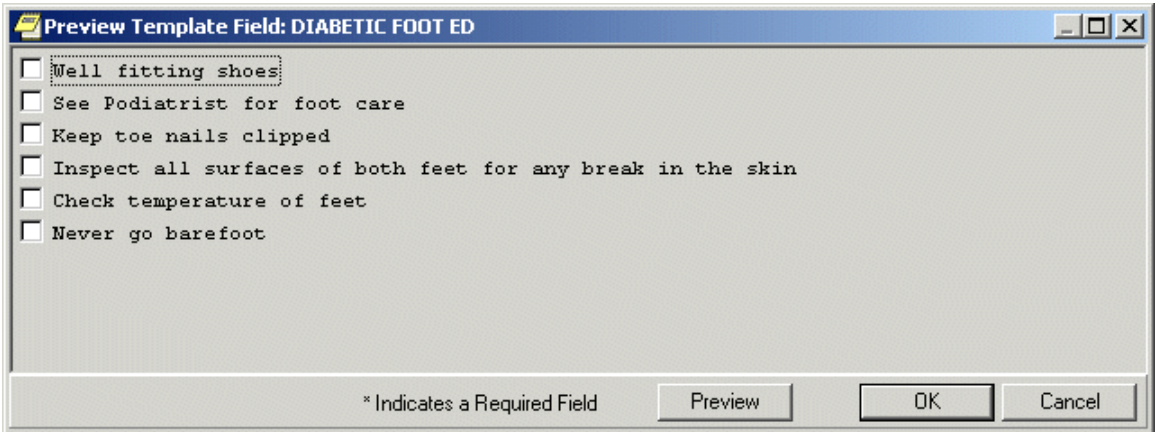 Preview Template Field: DIABETIC FOOT ED
Well fitting shoes
See Podiatrist for foot care
Keep toe nails clipped
Inspect all surfaces of both feet for any break in the skin
Check temperature of feet
Never go barefoot
* Indicates a Required Field Preview OK Cancel